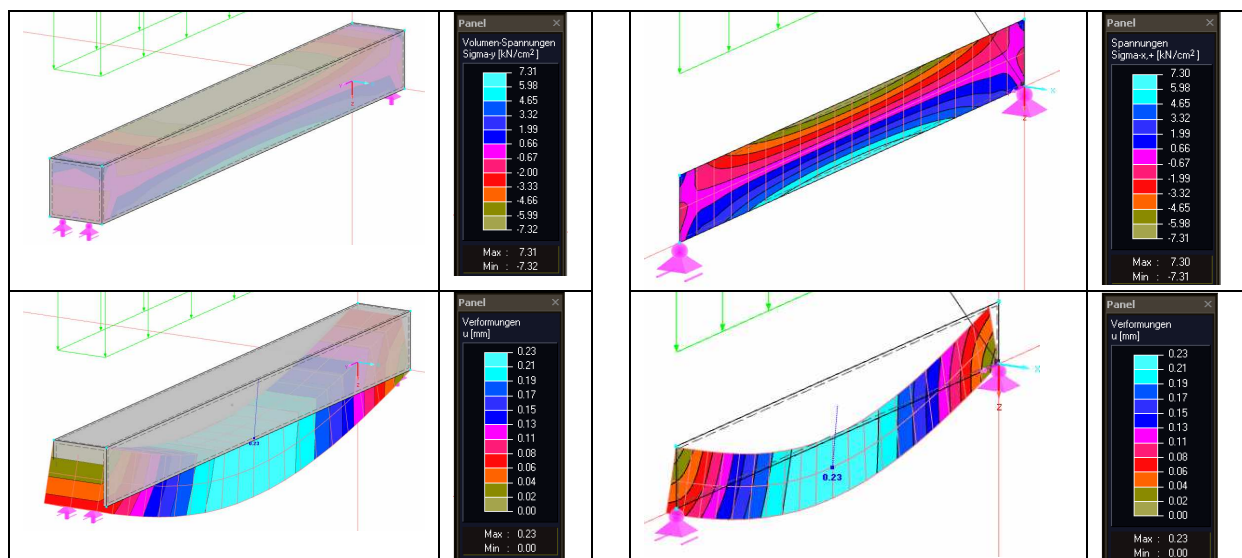 Panel
Volumen-Spannungen
Sigma-y [kN/cm²]
7.31
5.98
4.65
3.32
1.99
0.66
-0.67
-2.00
-3.33
-4.66
-5.99
-7.32
Max : 7.31
Min : -7.32
Z
Panel
Spannungen
Sigma-x,+ [kN/cm²]
7.30
5.98
4.65
3.32
1.99
0.66
-0.67
-1.99
-3.32
-4.65
-5.98
-7.31
Max : 7.30
Min : -7.31
X
Z
Panel
Verformungen
u [mm]
0.23
0.21
0.19
0.17
0.15
0.13
0.11
0.08
0.06
0.04
0.02
0.00
Max : 0.23
Min : 0.00
0.23
Z
Panel
Verformungen
u [mm]
0.23
0.21
0.19
0.17
0.15
0.13
0.11
0.08
0.06
0.04
0.02
0.00
Max : 0.23
Min : 0.00
0.23
X
Z